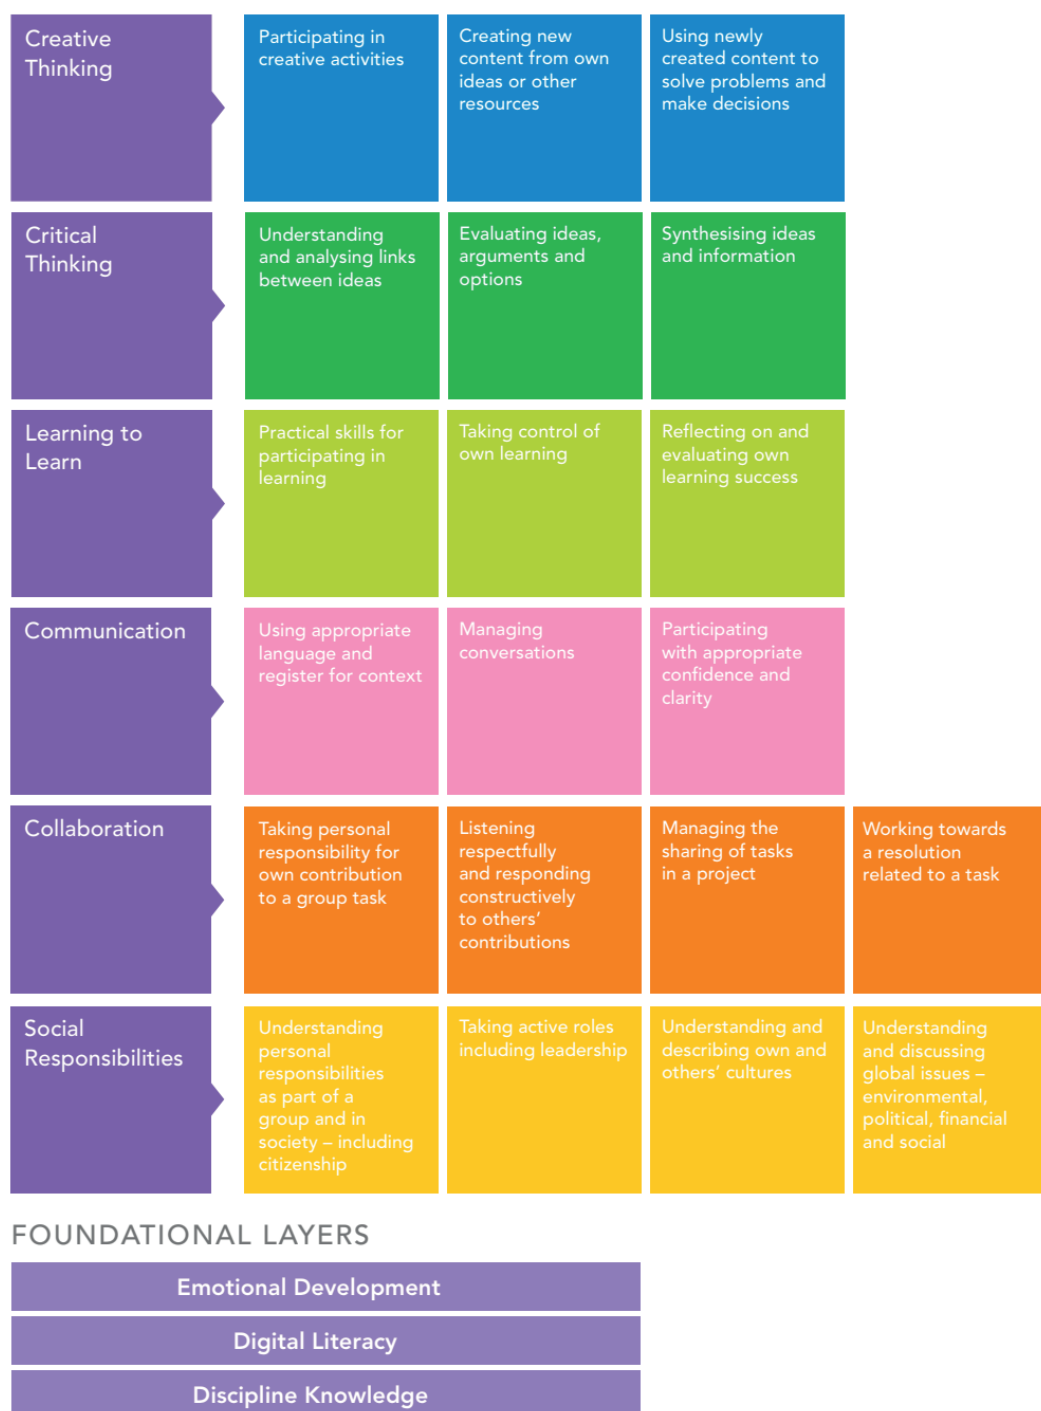 Creative
Thinking
Participating in
creative activities
Creating new
content from own
ideas or other
resources
Using newly
created content to
solve problems and
make decisions
Critical
Thinking
Understanding
and analysing links
between ideas
Evaluating ideas,
arguments and
options
Synthesising ideas
and information
Learning to
Learn
Practical skills for
participating in
learning
Taking control of
own learning
Reflecting on and
evaluating own
learning success
Communication
Using appropriate
language and
register for context
Managing
conversations
Participating
with appropriate
confidence and
clarity
Collaboration
Taking personal
responsibility for
own contribution
to a group task
Listening
respectfully
and responding
constructively
to others’
contributions
Managing the
sharing of tasks
in a project
Working towards
a resolution
related to a task
Social
Responsibilities
Understanding
personal
responsibilities
as part of a
group and in
society – including
citizenship
Taking active roles
including leadership
Understanding and
describing own and
others’ cultures
Understanding
and discussing
global issues –
environmental,
political, financial
and social
FOUNDATIONAL LAYERS
Emotional Development
Digital Literacy
Discipline Knowledge